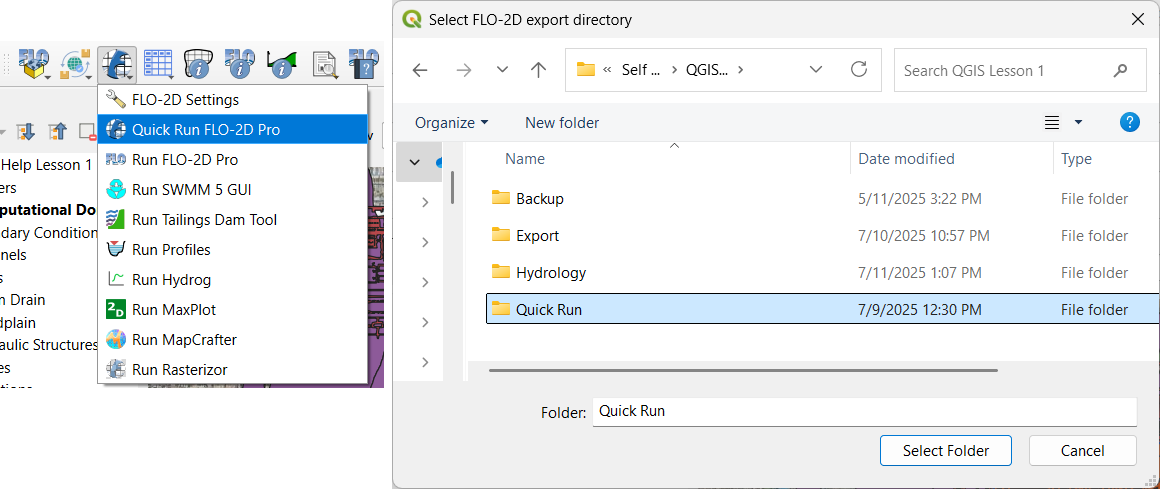 FLO-2D Settings
Quick Run FLO-2D Pro
Run FLO-2D Pro
Run SWMM 5 GUI
Run Tailings Dam Tool
Run Profiles
Run Hydrog
Run MaxPlot
Run MapCrafter
Run Rasterizor
Help Lesson 1
ers
putational Do
dary Condition
nels
s
m Drain
dplain
aulic Structures
es
Select FLO-2D export directory
Self ... QGIS...
Search QGIS Lesson 1
Organize New folder
Name Date modified Type
Backup 5/11/2025 3:22 PM File folder
Export 7/10/2025 10:57 PM File folder
Hydrology 7/11/2025 1:07 PM File folder
Quick Run 7/9/2025 12:30 PM File folder
Folder: Quick Run
Select Folder Cancel